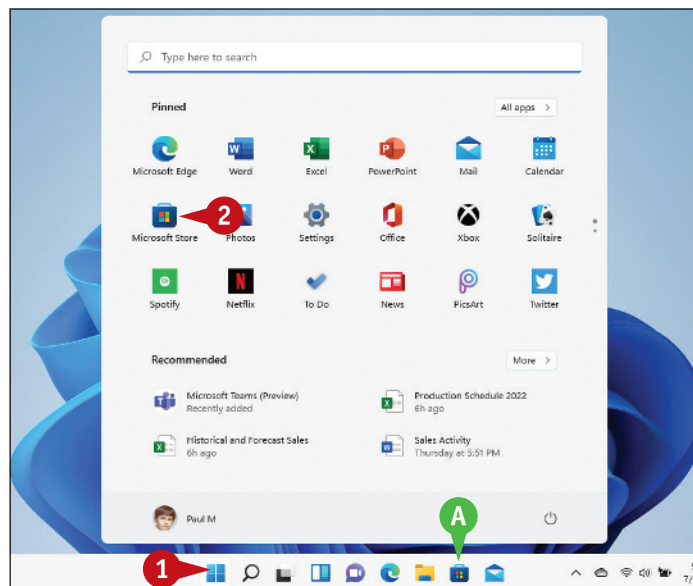 Type here to search
Pinned
All apps >
Microsoft Edge
Word
Excel
PowerPoint
Mail
Calendar
2
Microsoft Store
Photos
Settings
Office
Xbox
Solitaire
Spotify
Netflix
To Do
News
PicsArt
Twitter
Recommended
More >
Microsoft Teams (Preview)
Recently added
Production Schedule 2022
6h ago
Historical and Forecast Sales
6h ago
Sales Activity
Thursday at 5:51 PM
Paul M
A
1